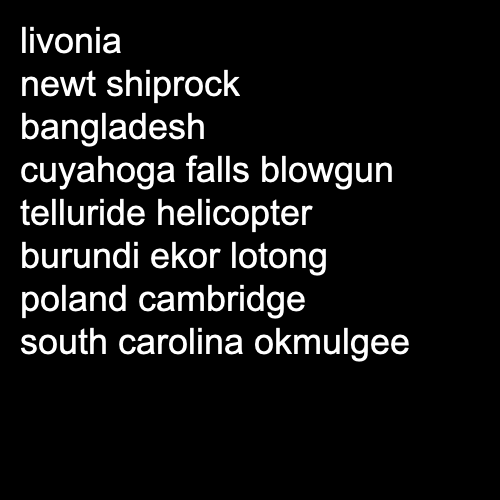 livonia
newt shiprock
bangladesh
cuyahoga falls blowgun
telluride helicopter
burundi ekor lotong
poland cambridge
south carolina okmulgee